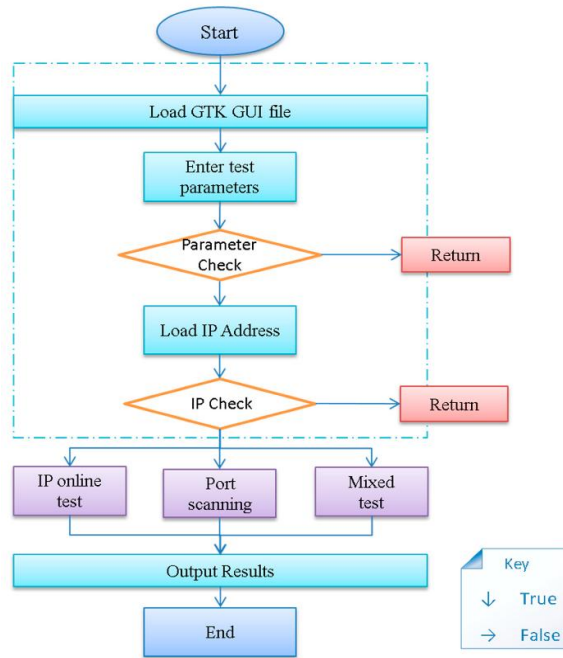 Start
Load GTK GUI file
Enter test
parameters
Parameter
Check
Return
Load IP Address
IP Check
Return
IP online
test
Port
scanning
Mixed
test
Output Results
End
Key
↓ True
→ False